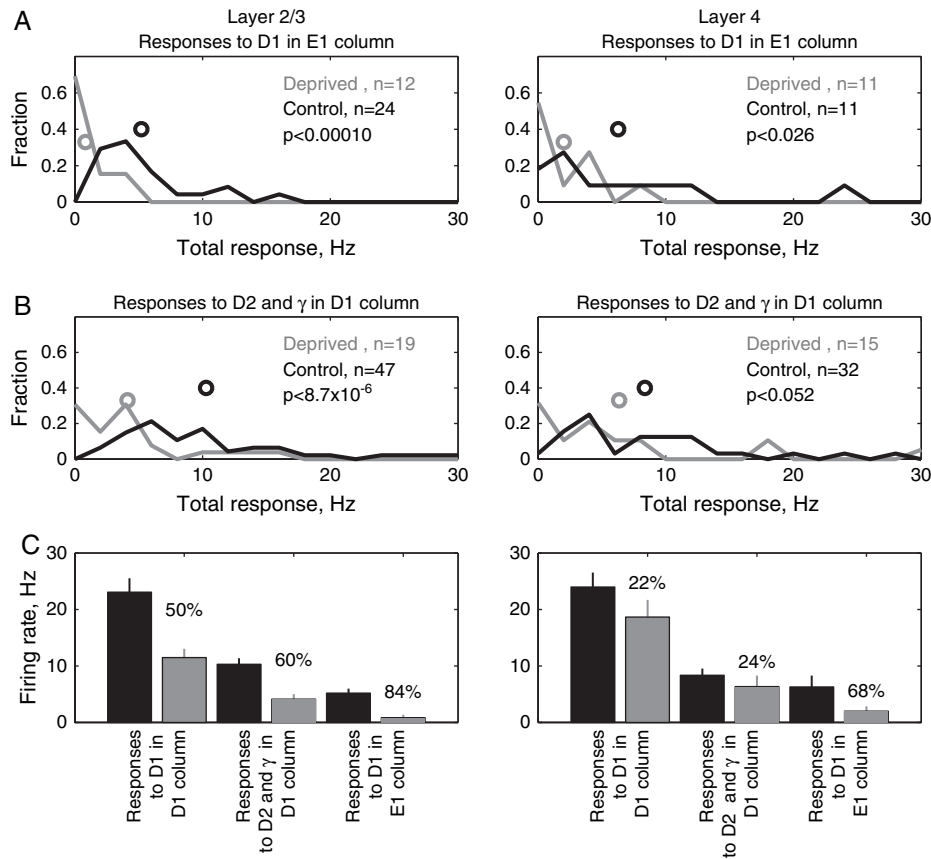 A
Layer 2/3
Responses to D1 in E1 column
Fraction
0.6
0.4
0.2
0
Deprived , n=12
Control, n=24
p<0.00010
0
10
20
30
Total response, Hz
Layer 4
Responses to D1 in E1 column
0.6
0.4
0.2
0
Deprived , n=11
Control, n=11
p<0.026
0
10
20
30
Total response, Hz
B
Responses to D2 and γ in D1 column
Fraction
0.6
0.4
0.2
0
Deprived , n=19
Control, n=47
p<8.7x10-6
0
10
20
30
Total response, Hz
Responses to D2 and γ in D1 column
0.6
0.4
0.2
0
Deprived , n=15
Control, n=32
p<0.052
0
10
20
30
Total response, Hz
C
Firing rate, Hz
30
20
10
0
50%
60%
84%
Responses
to D1 in
D1 column
Responses
to D2 and γ in
D1 column
Responses
to D1 in
E1 column
30
20
10
0
22%
24%
68%
Responses
to D1 in
D1 column
Responses
to D2 and γ in
D1 column
Responses
to D1 in
E1 column